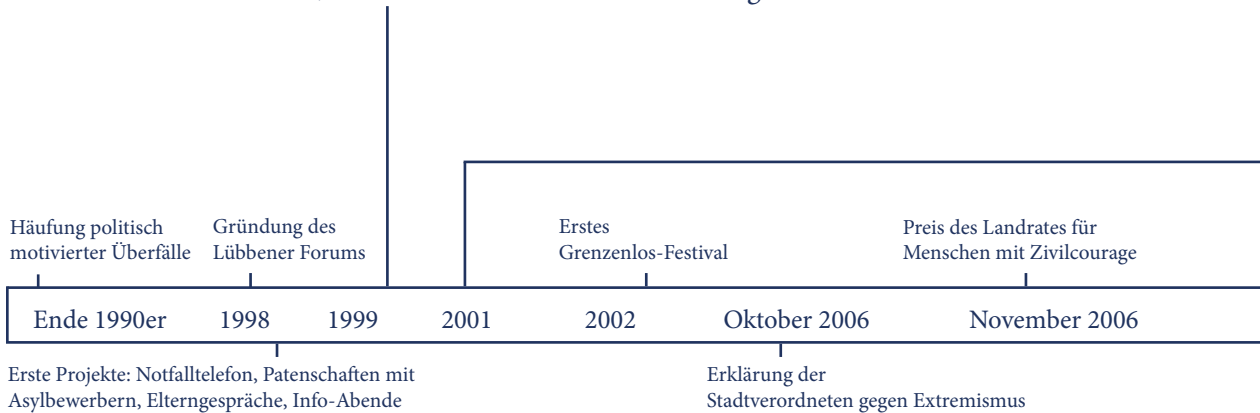 Häufung politisch
motivierter Überfälle
Gründung des
Lübbener Forums
Erstes
Grenzenlos-Festival
Preis des Landrates für
Menschen mit Zivilcourage
Ende 1990er 1998 1999 2001 2002 Oktober 2006 November 2006
Erste Projekte: Notfalltelefon, Patenschaften mit
Asylbewerbern, Elterngespräche, Info-Abende
Erklärung der
Stadtverordneten gegen Extremismus